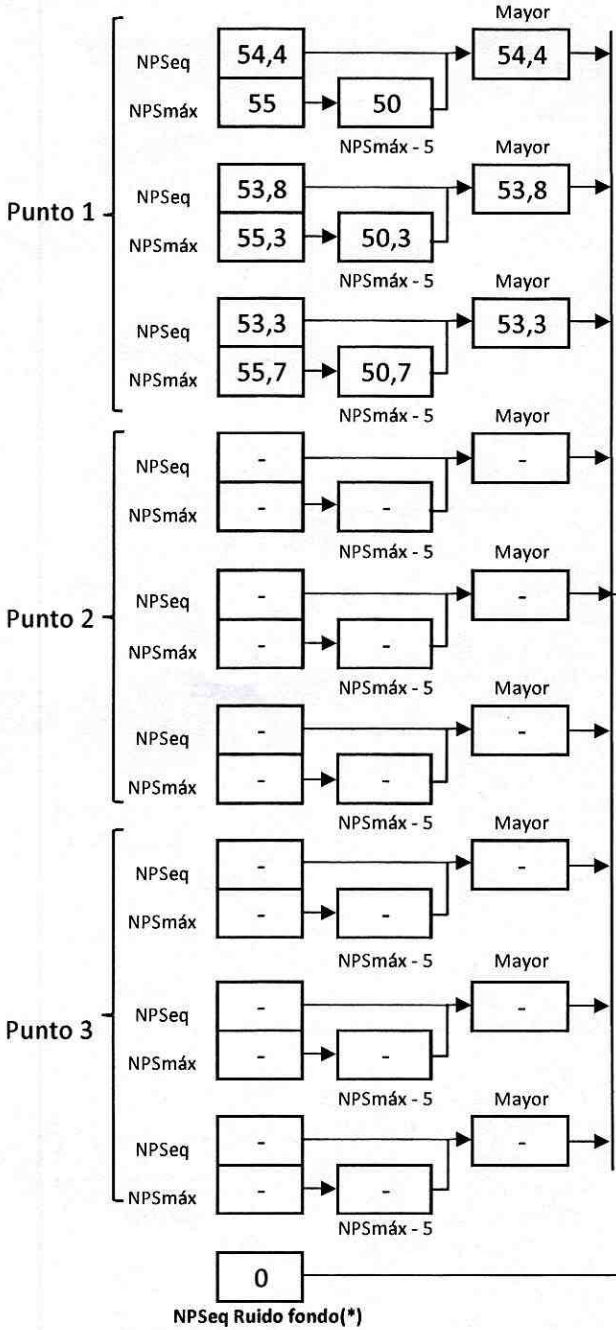 Mayor
NPSeq 54,4 54,4
NPSmáx 55 50
NPSmáx - 5
Mayor
NPSeq 53,8 53,8
Punto 1
NPSmáx 55,3 50,3
NPSmáx - 5
Mayor
NPSeq 53,3 53,3
NPSmáx 55,7 50,7
NPSmáx - 5
Mayor
NPSeq - -
NPSmáx - -
NPSmáx - 5
Mayor
NPSeq - -
Punto 2
NPSmáx - -
NPSmáx - 5
Mayor
NPSeq - -
NPSmáx - -
NPSmáx - 5
Mayor
NPSeq - -
NPSmáx - -
NPSmáx - 5
Mayor
NPSeq - -
Punto 3
NPSmáx - -
NPSmáx - 5
Mayor
NPSeq - -
NPSmáx - -
NPSmáx - 5
0
NPSeq Ruido fondo(*)